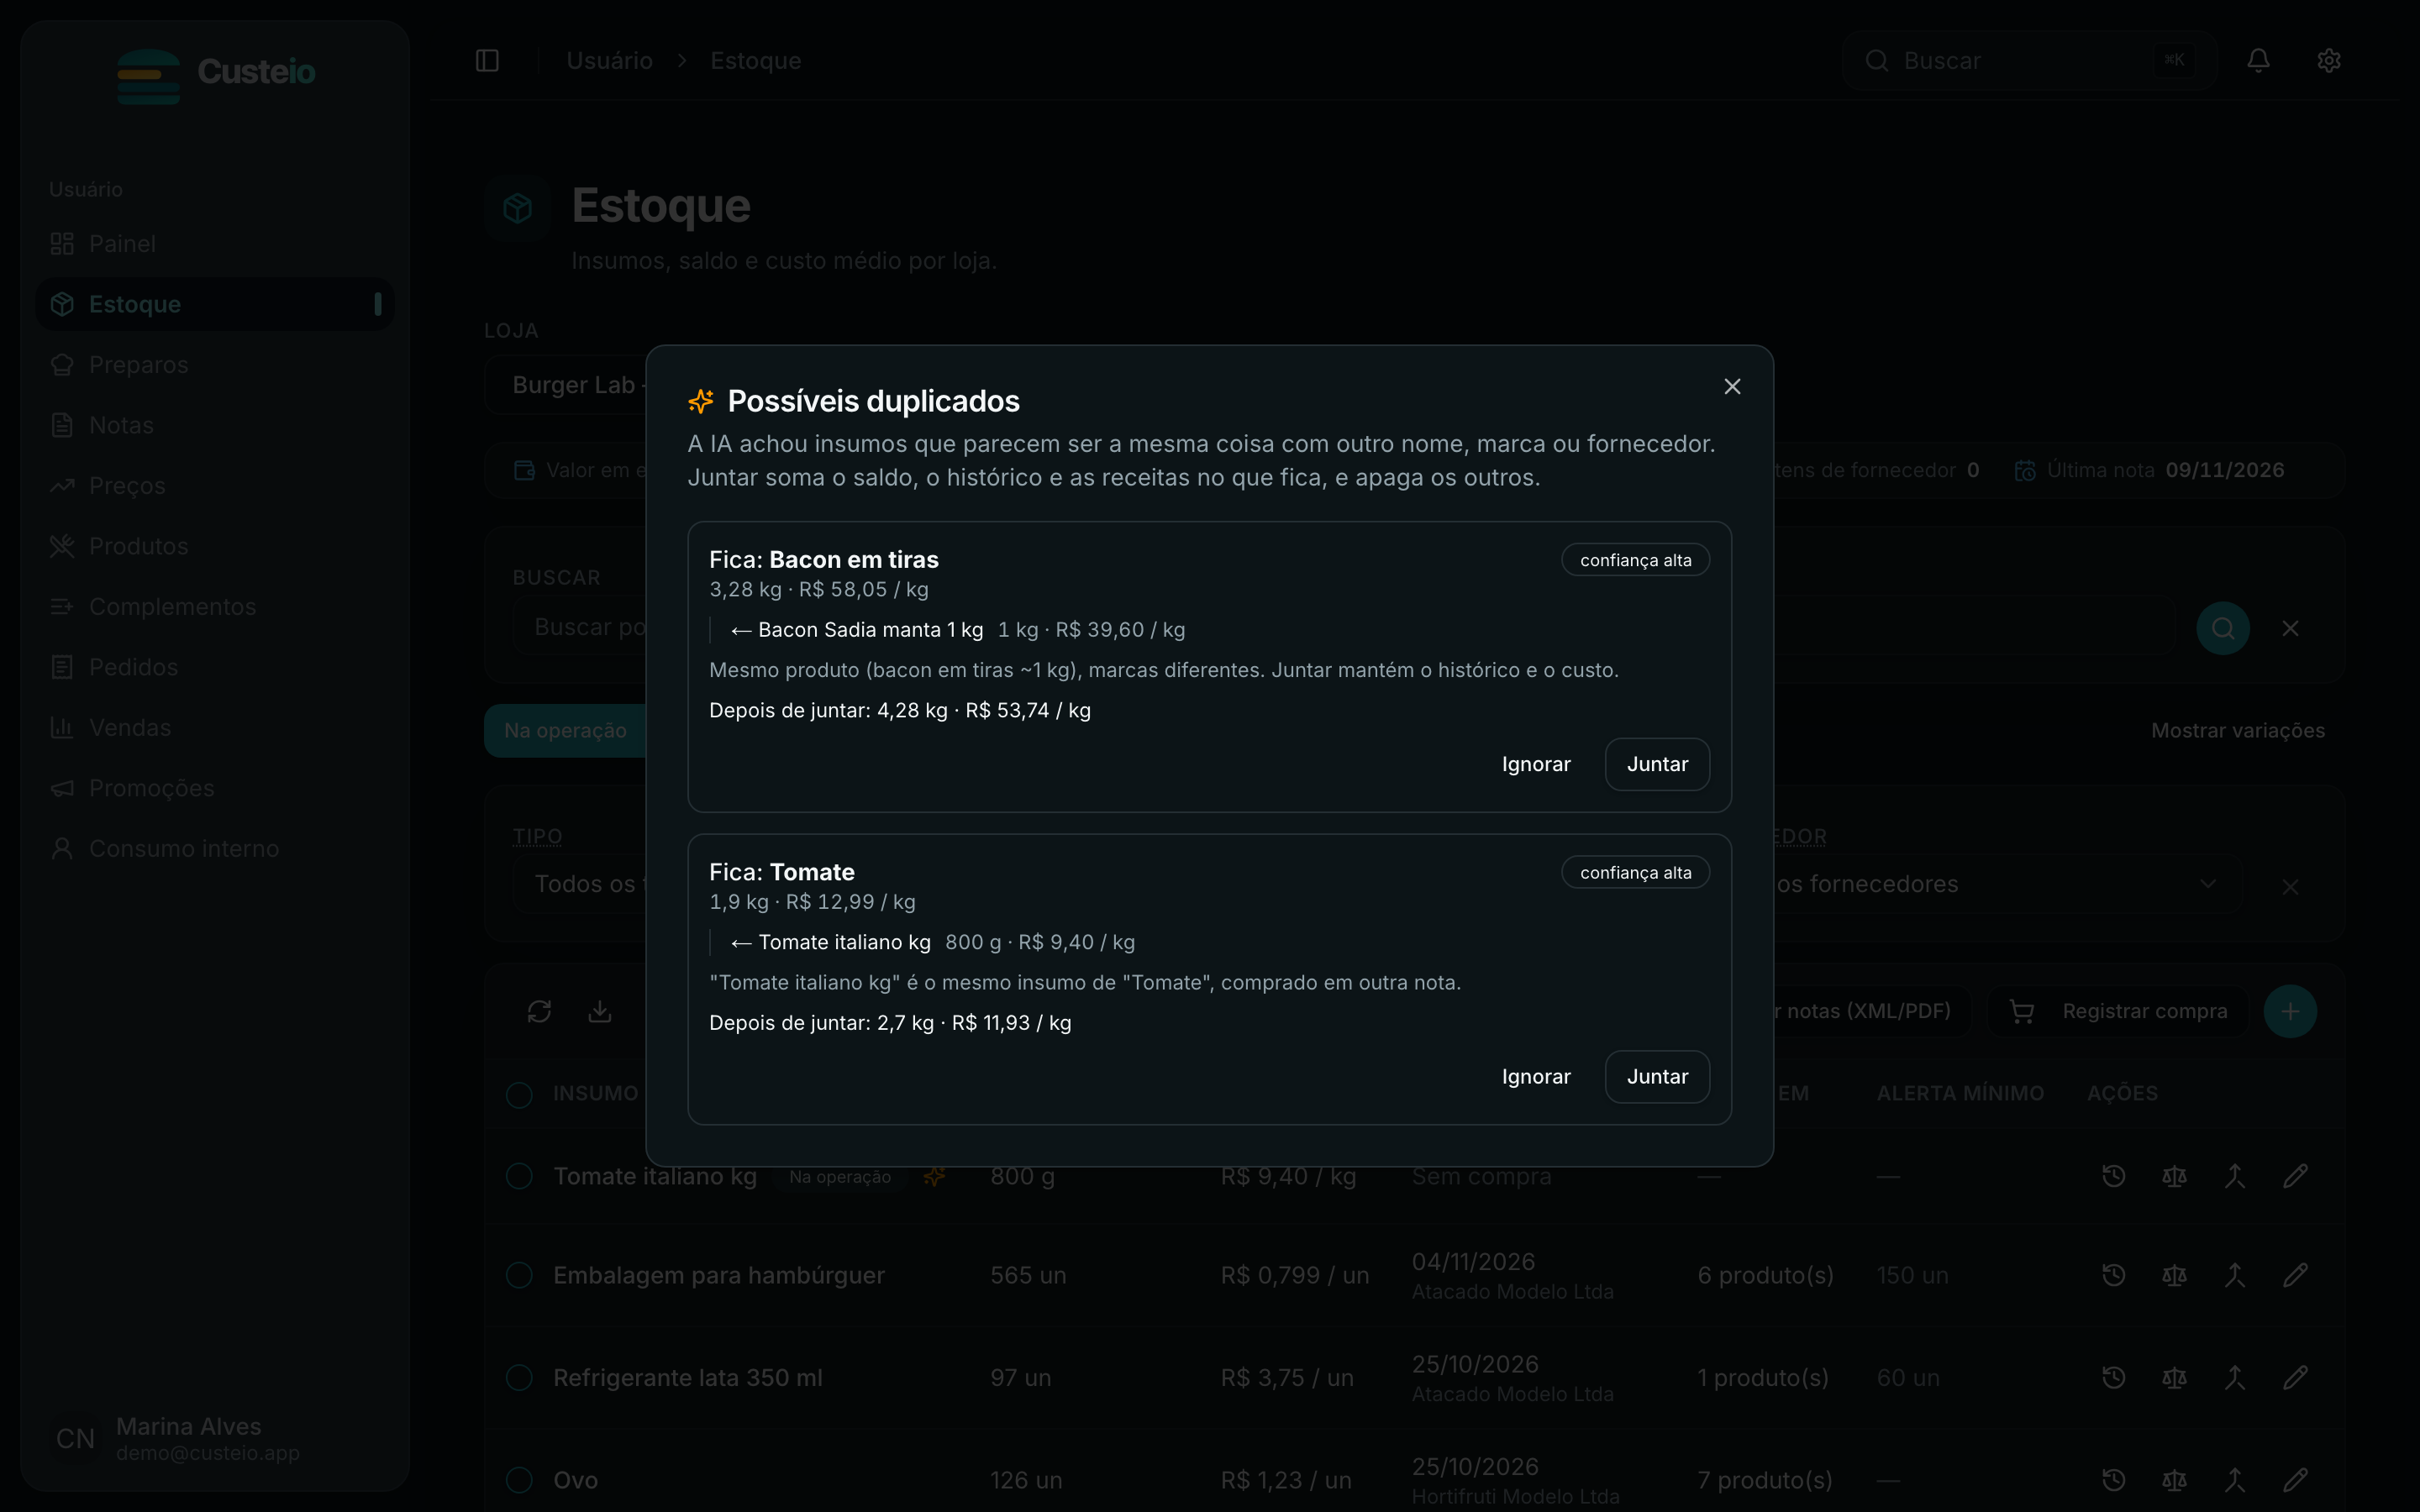 Custeio
Usuário
Painel
Estoque
Preparos
Notas
Preços
Produtos
Complementos
Pedidos
Vendas
Promoções
Consumo interno
CN
Marina Alves
demo@custeio.app
Usuário > Estoque
Buscar ⌘K
Estoque
Insumos, saldo e custo médio por loja.
LOJA
Burger Lab -
Valor em e
tens de fornecedor 0
Última nota 09/11/2026
BUSCAR
Buscar po
Na operação
Mostrar variações
TIPO
Todos os t
EDOR
os fornecedores
r notas (XML/PDF)
Registrar compra
INSUMO
EM
ALERTA MÍNIMO
AÇÕES
Possíveis duplicados
A IA achou insumos que parecem ser a mesma coisa com outro nome, marca ou fornecedor.
Juntar soma o saldo, o histórico e as receitas no que fica, e apaga os outros.
Fica: Bacon em tiras
confiança alta
3,28 kg · R$ 58,05 / kg
← Bacon Sadia manta 1 kg 1 kg · R$ 39,60 / kg
Mesmo produto (bacon em tiras ~1 kg), marcas diferentes. Juntar mantém o histórico e o custo.
Depois de juntar: 4,28 kg · R$ 53,74 / kg
Ignorar
Juntar
Fica: Tomate
confiança alta
1,9 kg · R$ 12,99 / kg
← Tomate italiano kg 800 g · R$ 9,40 / kg
"Tomate italiano kg" é o mesmo insumo de "Tomate", comprado em outra nota.
Depois de juntar: 2,7 kg · R$ 11,93 / kg
Ignorar
Juntar
Tomate italiano kg Na operação 800 g R$ 9,40 / kg Sem compra — —
Embalagem para hambúrguer 565 un R$ 0,799 / un 04/11/2026 6 produto(s) 150 un
Atacado Modelo Ltda
Refrigerante lata 350 ml 97 un R$ 3,75 / un 25/10/2026 1 produto(s) 60 un
Atacado Modelo Ltda
Ovo 126 un R$ 1,23 / un 25/10/2026 7 produto(s) —
Hortifruti Modelo Ltda